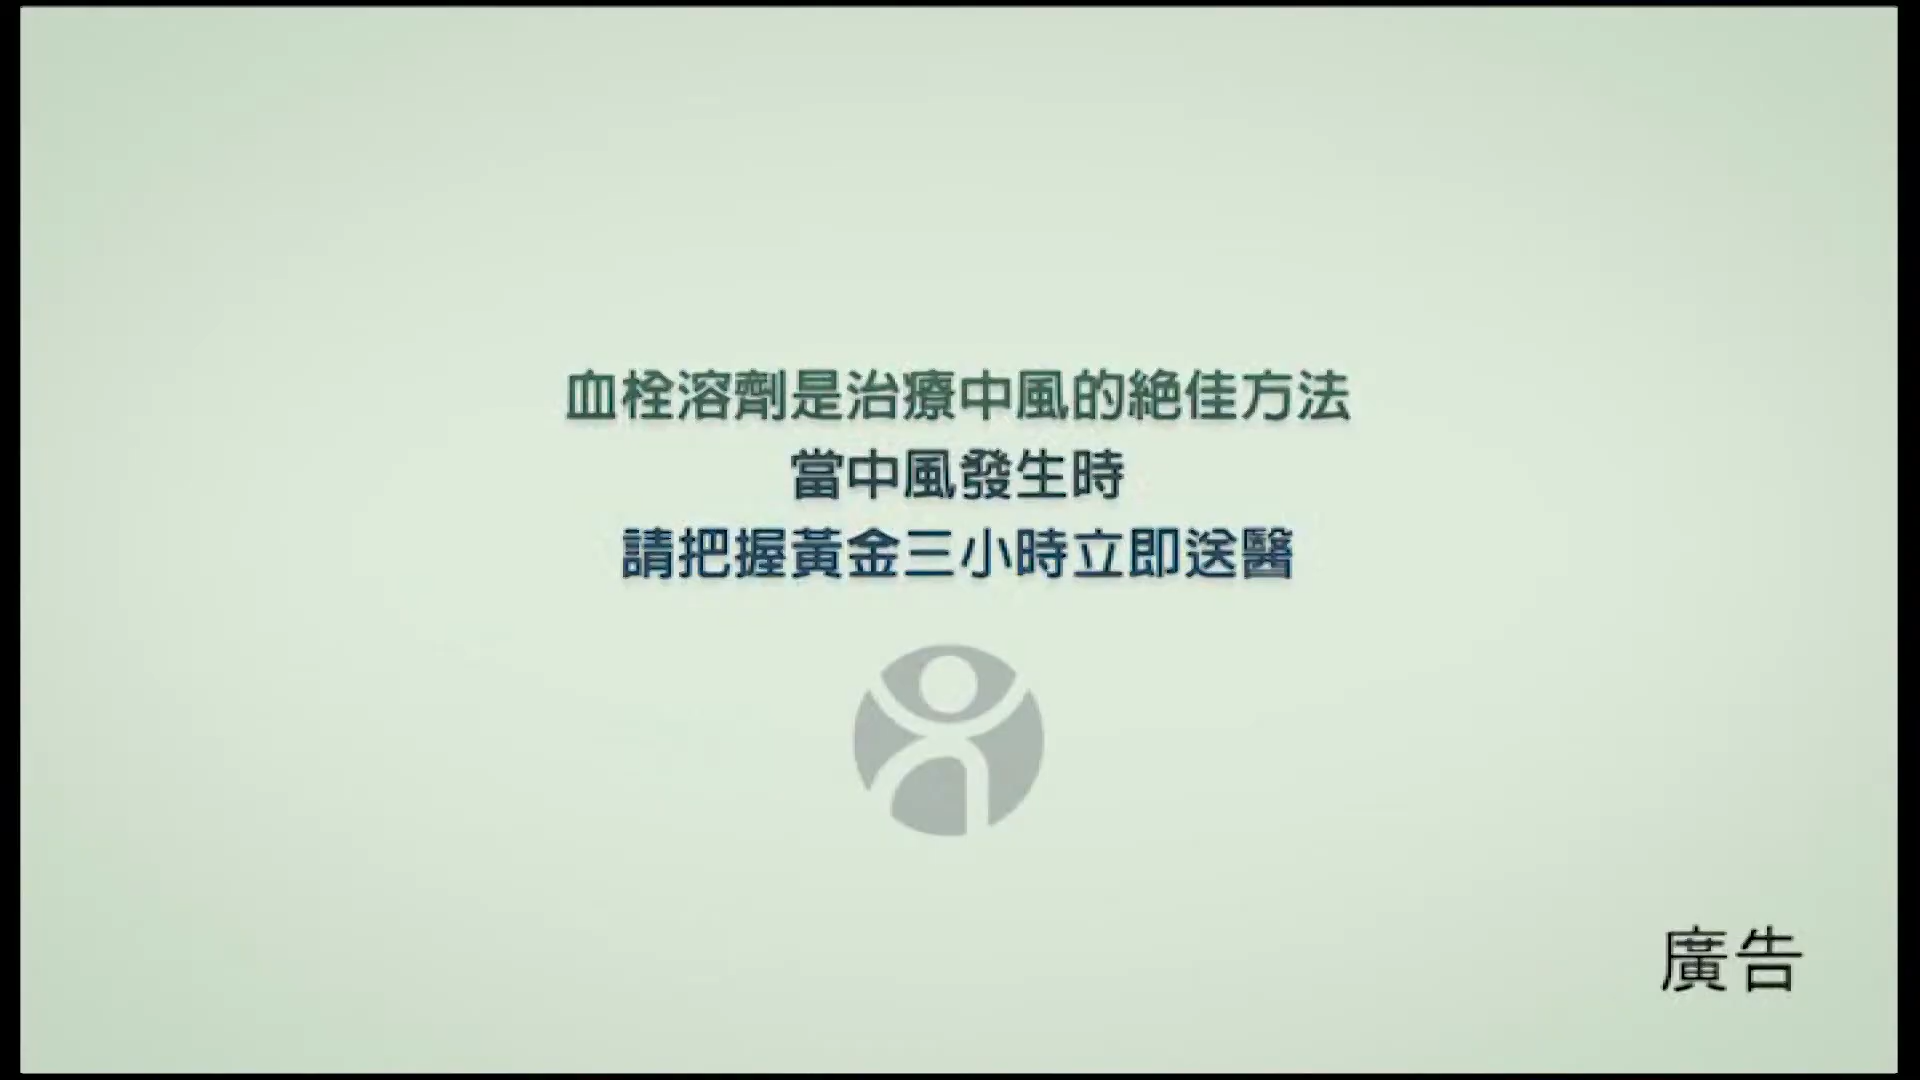 血栓溶劑是治療中風的絕佳方法
當中風發生時
請把握黃金三小時立即送醫
廣告